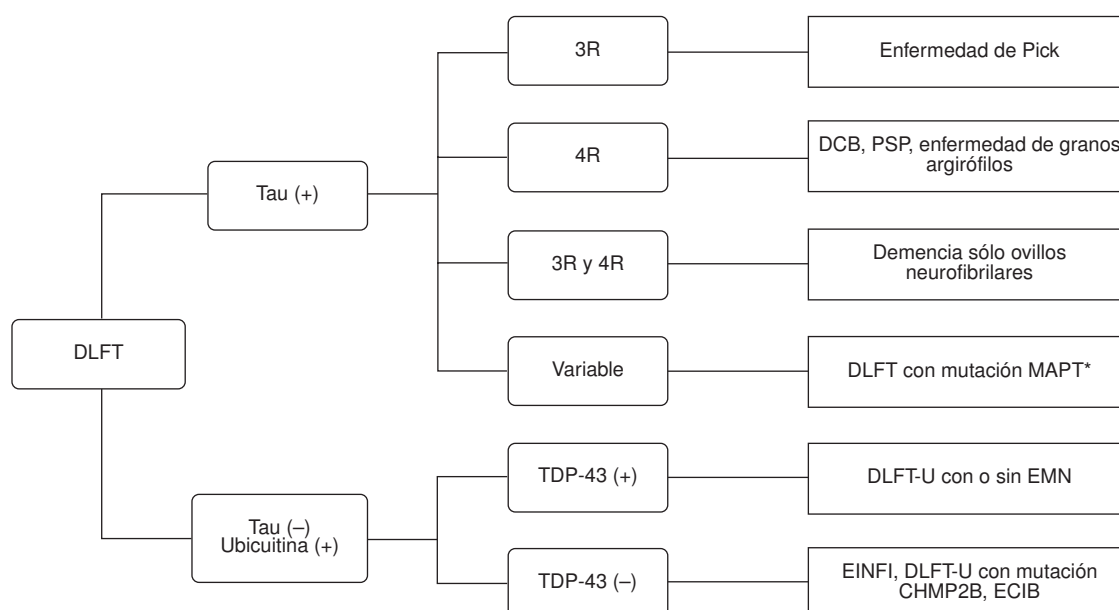 3R
Enfermedad de Pick
4R
DCB, PSP, enfermedad de granos
argirófilos
Tau (+)
3R y 4R
Demencia sólo ovillos
neurofibrilares
DLFT
Variable
DLFT con mutación MAPT*
TDP-43 (+)
DLFT-U con o sin EMN
Tau (–)
Ubicuitina (+)
TDP-43 (–)
EINFI, DLFT-U con mutación
CHMP2B, ECIB